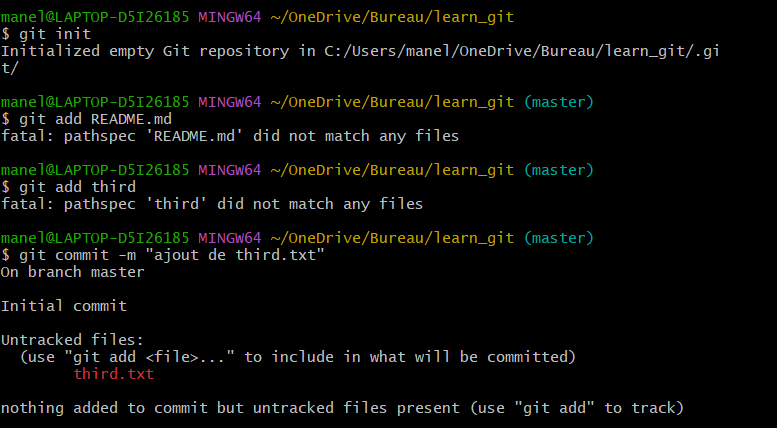 manel@LAPTOP-D5I26185 MINGW64 ~/OneDrive/Bureau/learn_git
$ git init
Initialized empty Git repository in C:/Users/manel/OneDrive/Bureau/learn_git/.gi
t/
manel@LAPTOP-D5I26185 MINGW64 ~/OneDrive/Bureau/learn_git (master)
$ git add README.md
fatal: pathspec 'README.md' did not match any files
manel@LAPTOP-D5I26185 MINGW64 ~/OneDrive/Bureau/learn_git (master)
$ git add third
fatal: pathspec 'third' did not match any files
manel@LAPTOP-D5I26185 MINGW64 ~/OneDrive/Bureau/learn_git (master)
$ git commit -m "ajout de third.txt"
On branch master
Initial commit
Untracked files:
  (use "git add <file>..." to include in what will be committed)
        third.txt
nothing added to commit but untracked files present (use "git add" to track)